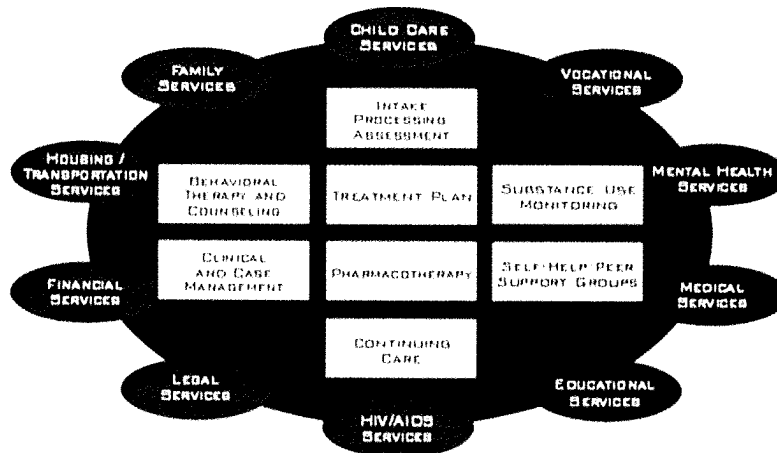 CHILD CARE
SERVICES
FAMILY
SERVICES
VOCATIONAL
SERVICES
INTAKE
PROCESSING
ASSESSMENT
HOUSING /
TRANSPORTATION
SERVICES
BEHAVIORAL
THERAPY AND
COUNSELING
TREATMENT PLAN
SUBSTANCE USE
MONITORING
MENTAL HEALTH
SERVICES
FINANCIAL
SERVICES
CLINICAL
AND CASE
MANAGEMENT
PHARMACOTHERAPY
SELF-HELP PEER
SUPPORT GROUPS
MEDICAL
SERVICES
CONTINUING
CARE
LEGAL
SERVICES
EDUCATIONAL
SERVICES
HIV/AIDS
SERVICES